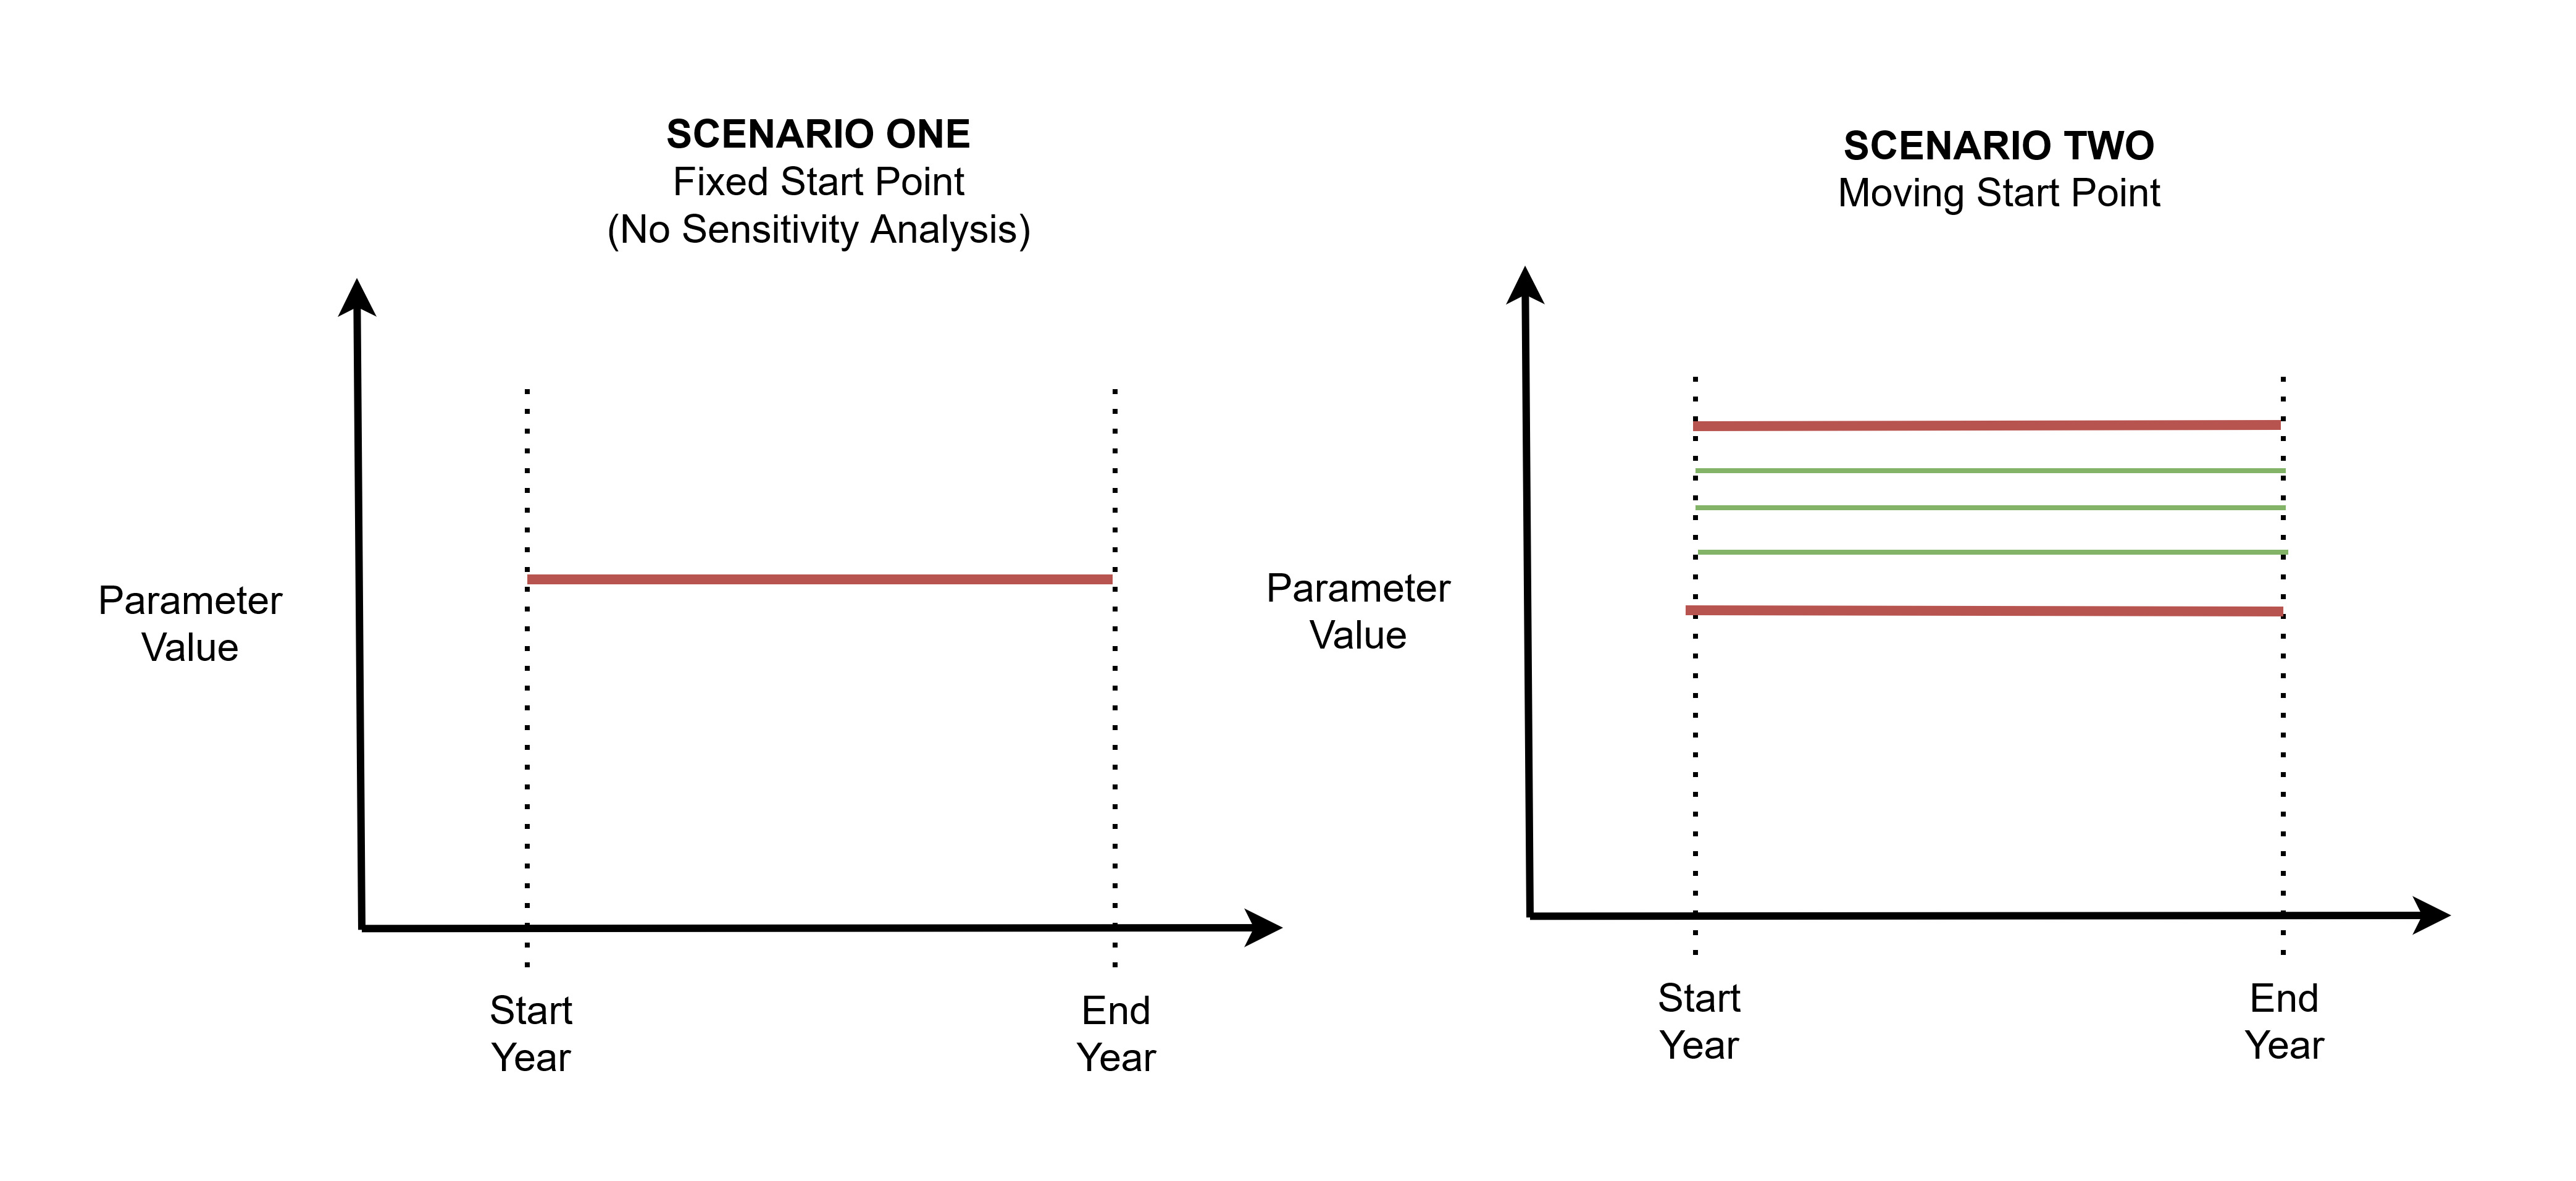 SCENARIO ONE
Fixed Start Point
(No Sensitivity Analysis)
Parameter
Value
Start
Year
End
Year
SCENARIO TWO
Moving Start Point
Parameter
Value
Start
Year
End
Year